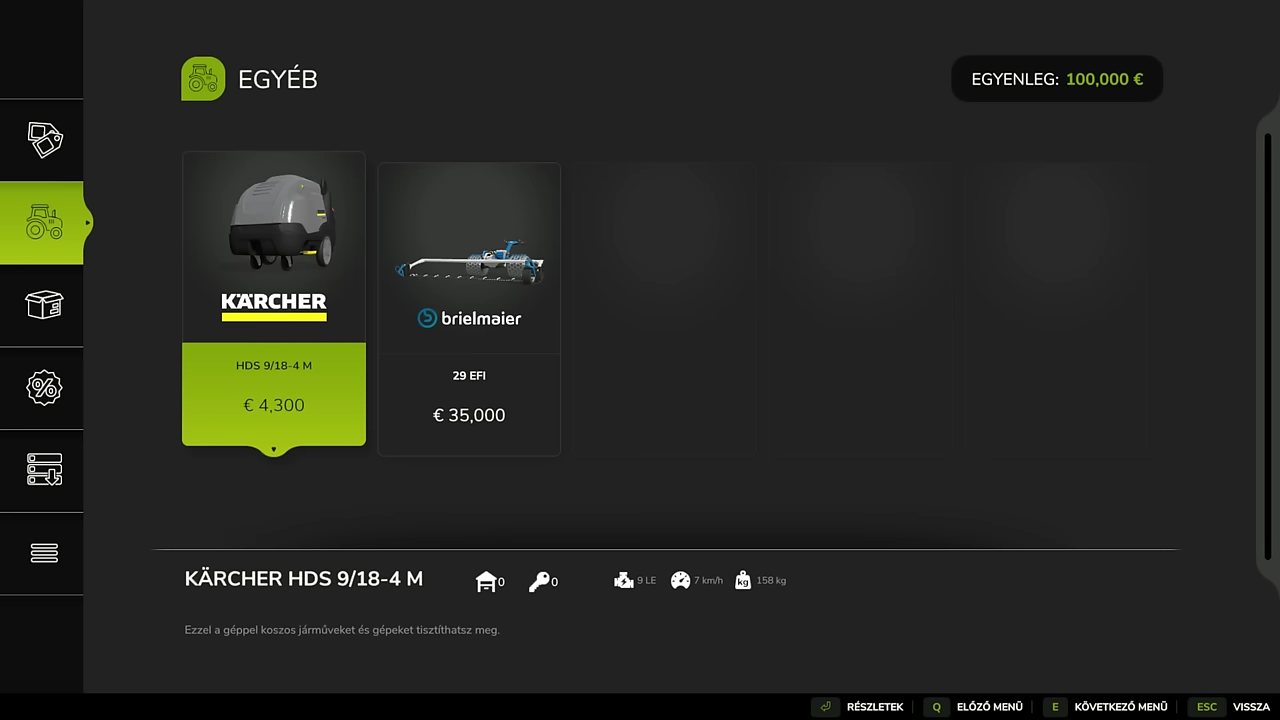 EGYÉB
EGYENLEG: 100,000 €
KÄRCHER
brielmaier
HDS 9/18-4 M
€ 4,300
29 EFI
€ 35,000
KÄRCHER HDS 9/18-4 M
0
0
9 LE
7 km/h
kg
158 kg
Ezzel a géppel koszos járműveket és gépeket tisztíthatsz meg.
RÉSZLETEK
Q
ELŐZŐ MENÜ
E
KÖVETKEZŐ MENÜ
ESC
VISSZA